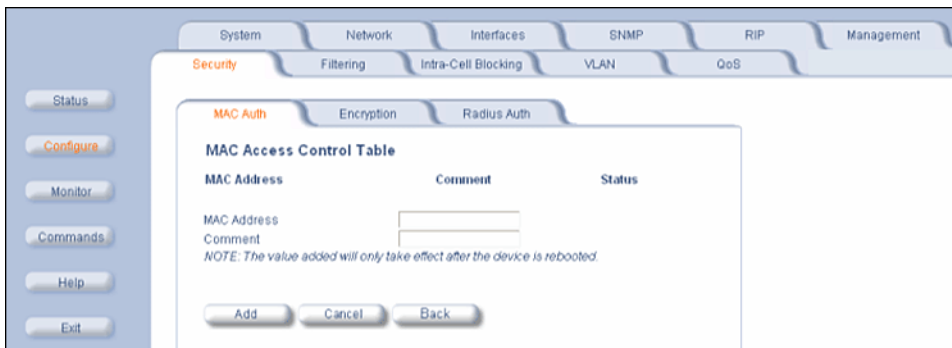 System Network Interfaces SNMP RIP Management
Security Filtering Intra-Cell Blocking VLAN QoS
Status
MAC Auth Encryption Radius Auth
Configure
MAC Access Control Table
MAC Address Comment Status
Monitor
MAC Address
Commands
Comment
NOTE: The value added will only take effect after the device is rebooted.
Help
Add Cancel Back
Exit